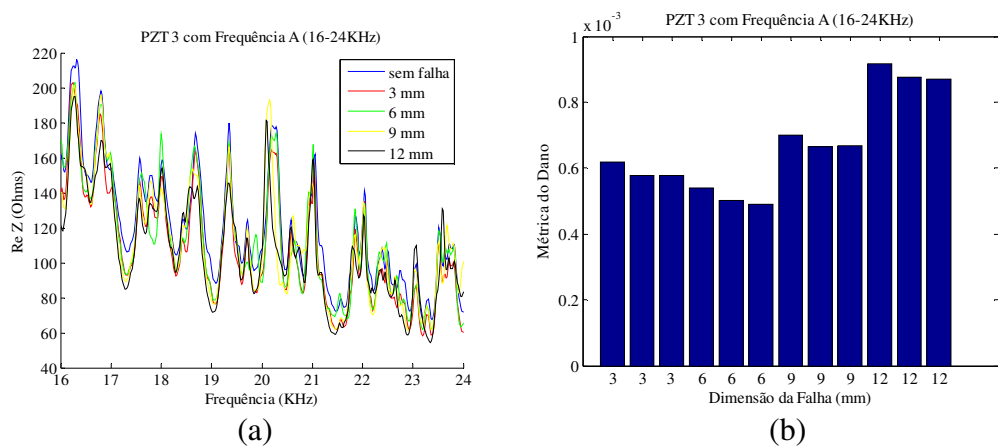 PZT 3 com Frequência A (16-24KHz)
220
200
180
160
140
120
100
80
60
40
Re Z (Ohms)
sem falha
3 mm
6 mm
9 mm
12 mm
16 17 18 19 20 21 22 23 24
Frequência (KHz)
(a)
x 10⁻³
PZT 3 com Frequência A (16-24KHz)
1
0.8
0.6
0.4
0.2
0
Métrica do Dano
3 3 3 6 6 6 9 9 9 12 12 12
Dimensão da Falha (mm)
(b)